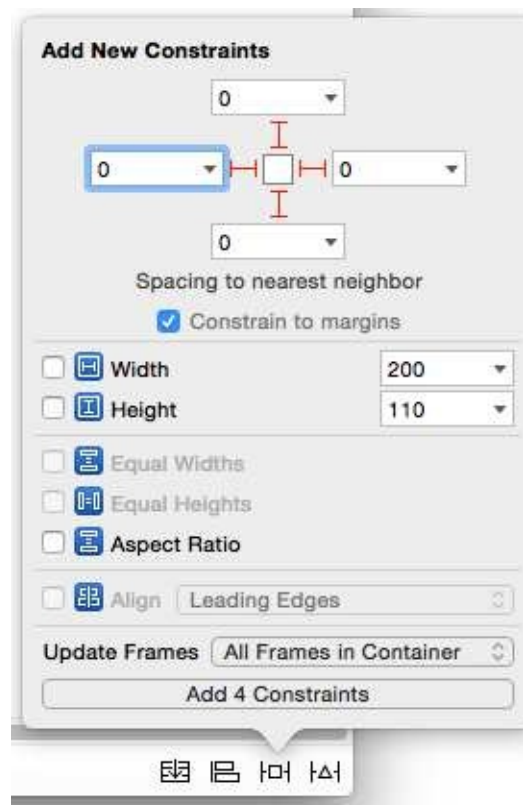 Add New Constraints
0
0
0
0
Spacing to nearest neighbor
Constrain to margins
Width 200
Height 110
Equal Widths
Equal Heights
Aspect Ratio
Align Leading Edges
Update Frames All Frames in Container
Add 4 Constraints